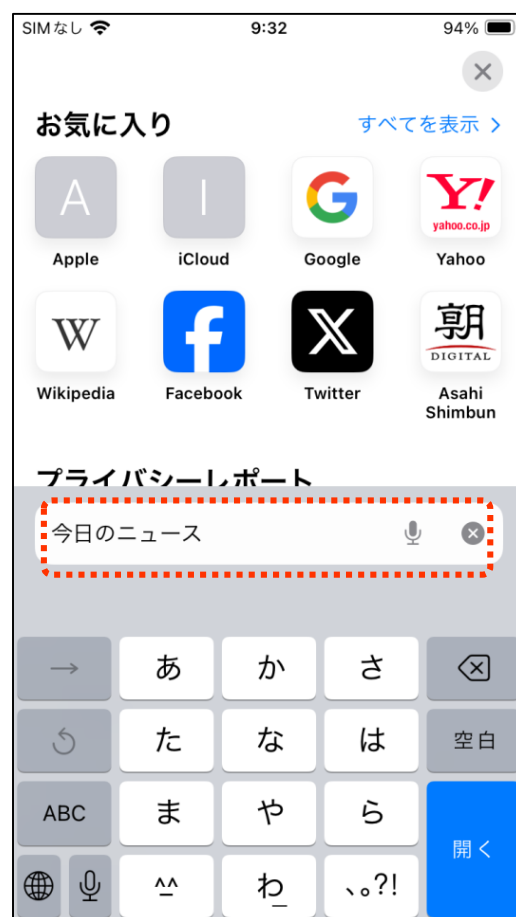 SIMなし 9:32 94%
お気に入り すべてを表示 >
A I G Y!
yahoo.co.jp
Apple iCloud Google Yahoo
W f X 朝
DIGITAL
Wikipedia Facebook Twitter Asahi Shimbun
プライバシーレポート
今日のニュース
→ あ か さ
た な は 空白
ABC ま や ら 開く
^^ わ_ 、。?!